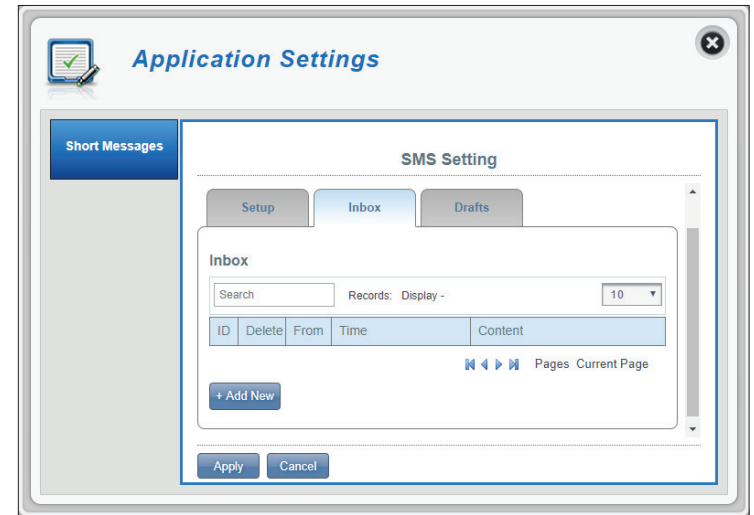 Application Settings
Short Messages
SMS Setting
Setup Inbox Drafts
Inbox
Search Records: Display - 10
ID Delete From Time Content
Pages Current Page
+ Add New
Apply Cancel